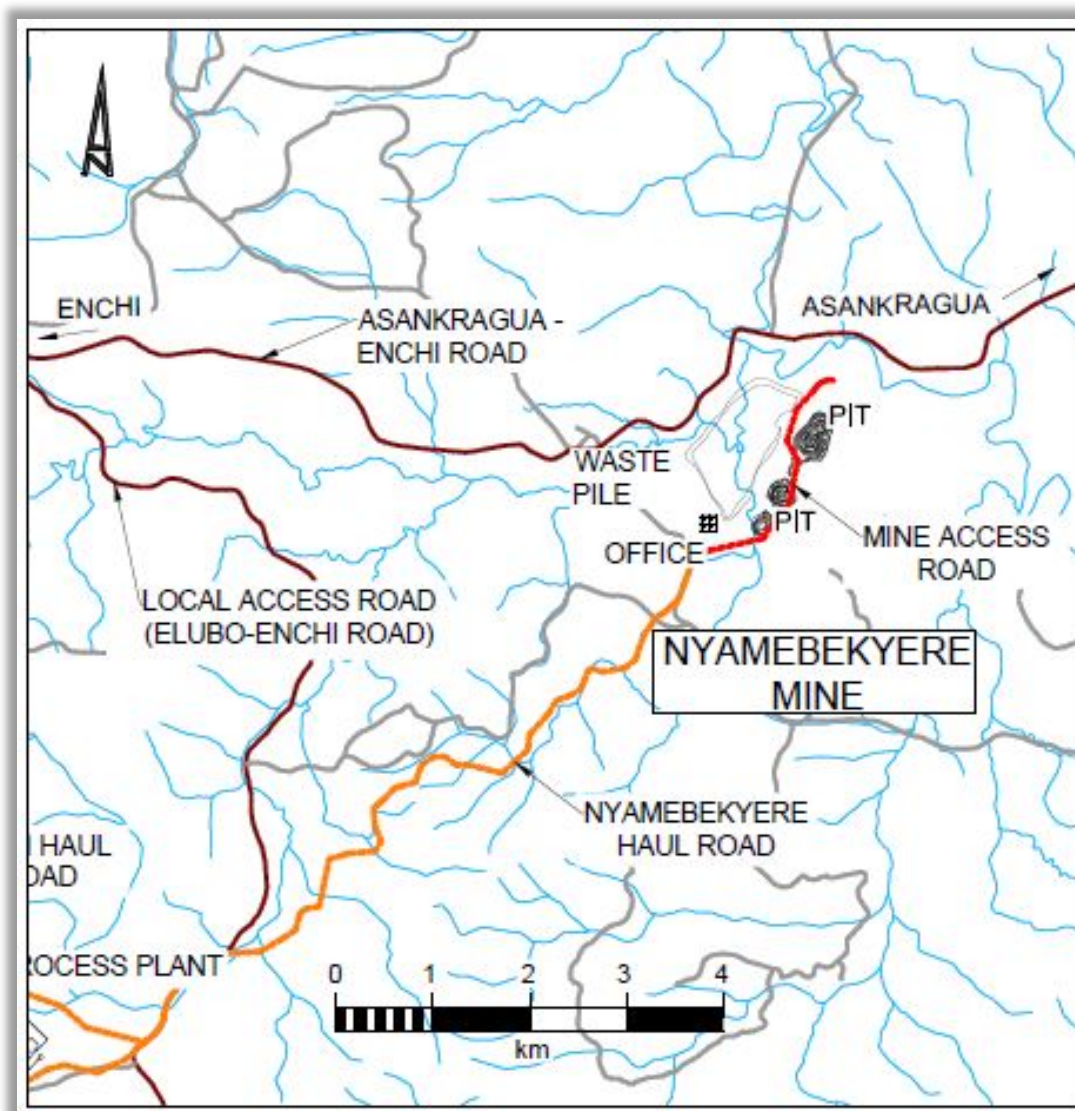 N
ENCHI
ASANKRAGUA -
ENCHI ROAD
ASANKRAGUA
PIT
WASTE
PILE
PIT
OFFICE
MINE ACCESS
ROAD
LOCAL ACCESS ROAD
(ELUBO-ENCHI ROAD)
NYAMEBEKYERE
MINE
NYAMEBEKYERE
HAUL ROAD
HAUL
OAD
ROCESS PLANT
0 1 2 3 4
km